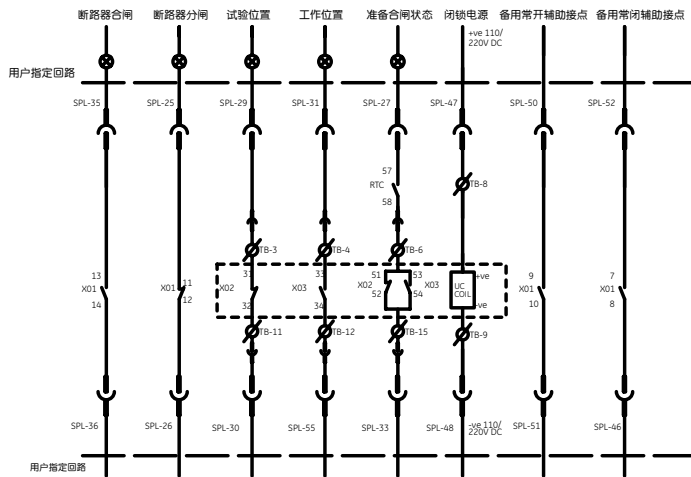 断路器合闸 断路器分闸 试验位置 工作位置 准备合闸状态 闭锁电源 备用常开辅助接点 备用常闭辅助接点
+ve 110/
220V DC
用户指定回路
SPL-35 SPL-25 SPL-29 SPL-31 SPL-27 SPL-47 SPL-50 SPL-52
57
RTC
58
TB-8
TB-3 TB-4 TB-6
31 33 51 53 +ve
13 11 9 7
X01 X01 X02 X03 X02 X03 UC X01 X01
COIL
14 12 32 34 52 54 -ve 10 8
TB-11 TB-12 TB-15 TB-9
SPL-36 SPL-26 SPL-30 SPL-55 SPL-33 SPL-48 SPL-51 SPL-46
-ve 110/
220V DC
用户指定回路